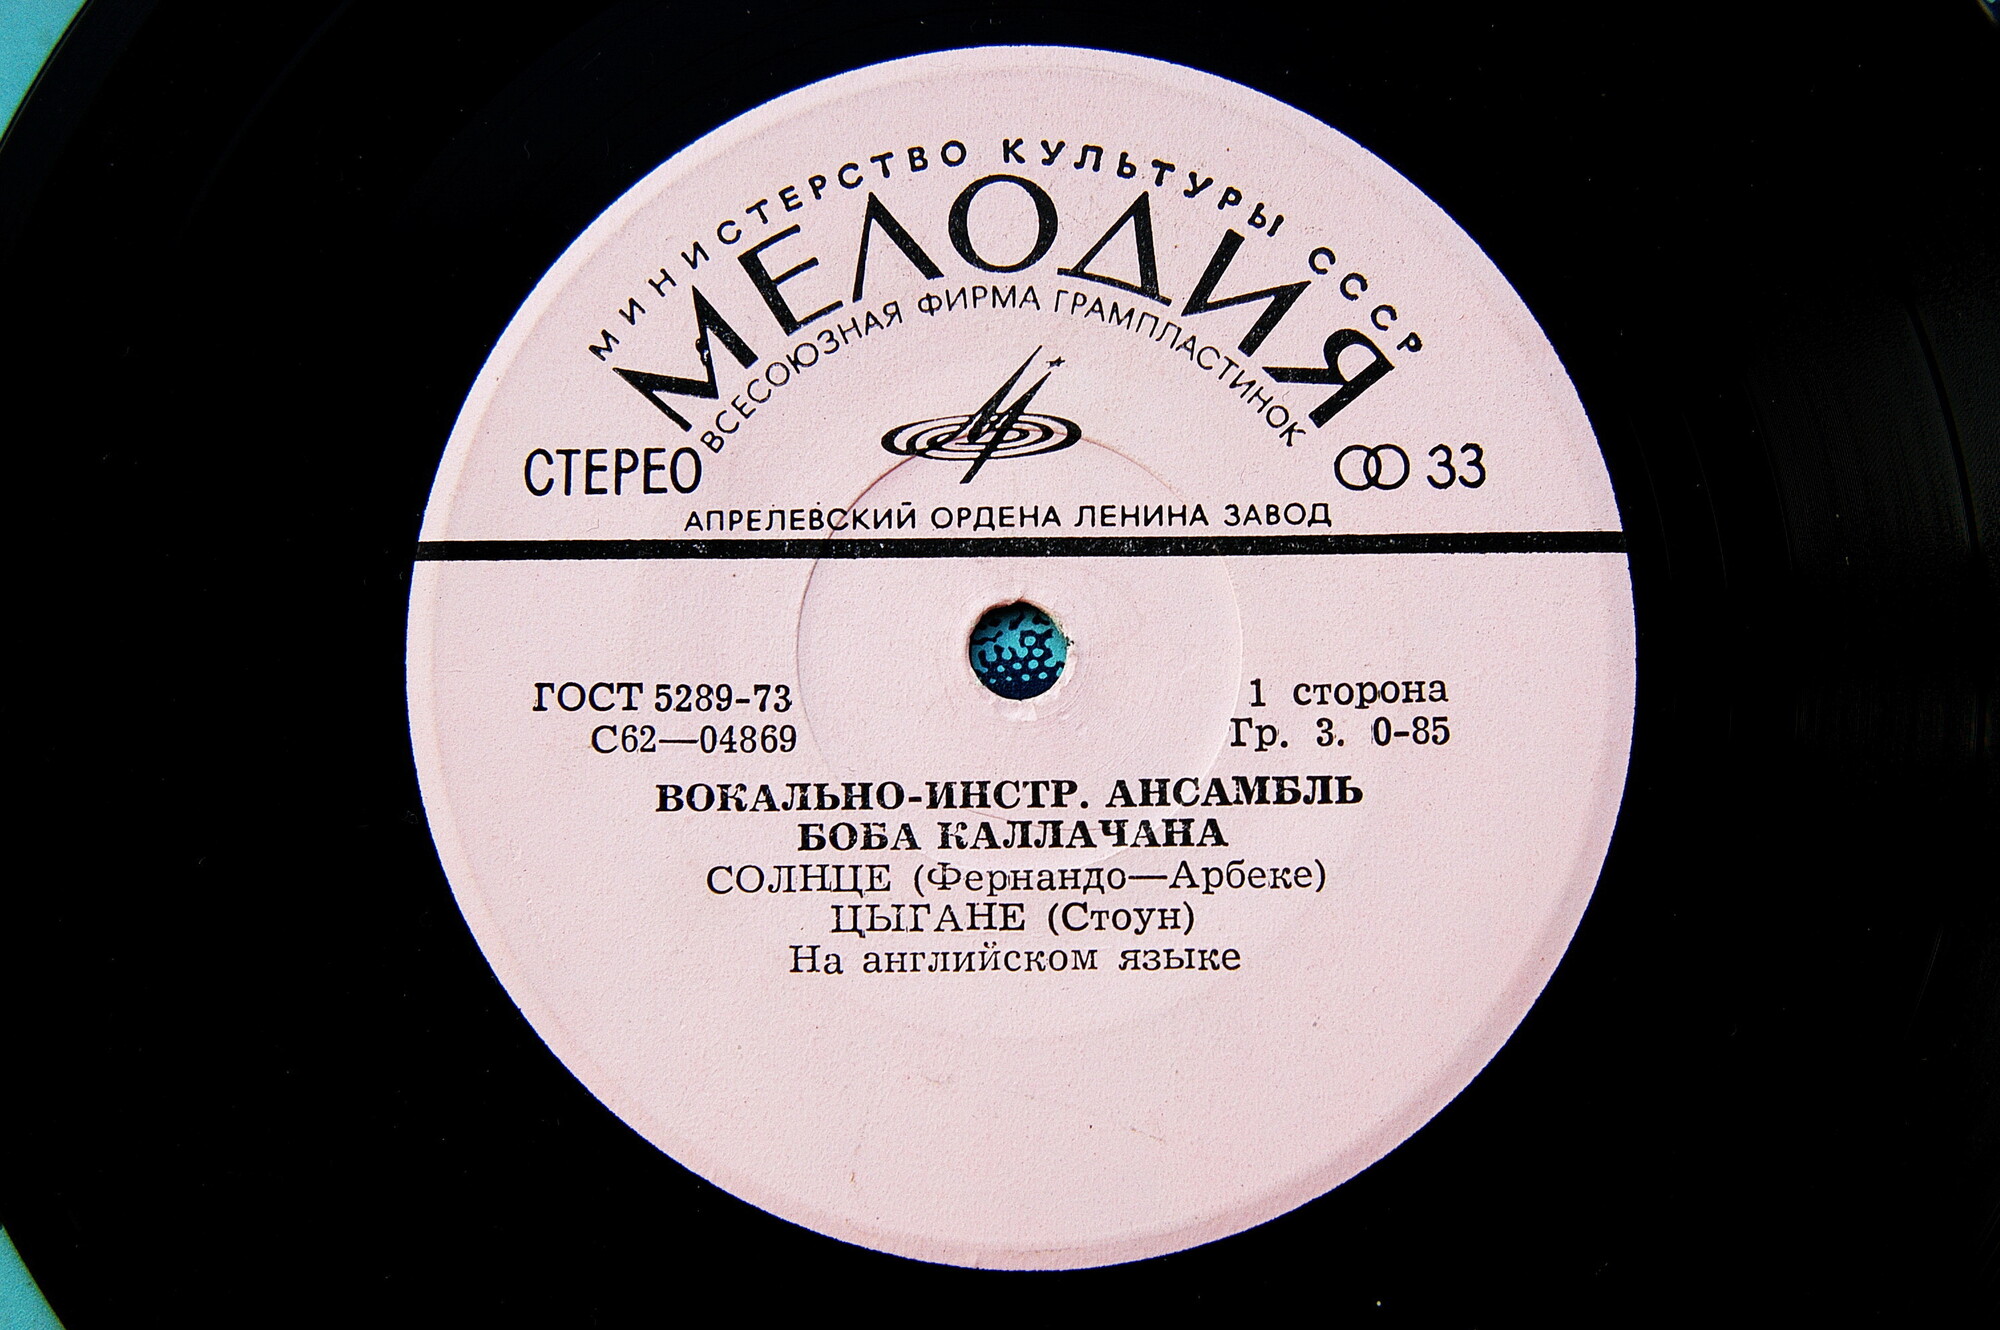 МИНИСТЕРСТВО КУЛЬТУРЫ СССР
МЕЛОДИЯ
ВСЕСОЮЗНАЯ ФИРМА ГРАМПЛАСТИНОК
СТЕРЕО
33
АПРЕЛЕВСКИЙ ОРДЕНА ЛЕНИНА ЗАВОД
ГОСТ 5289-73
С62—04869
1 сторона
Гр. 3. 0-85
ВОКАЛЬНО-ИНСТР. АНСАМБЛЬ
БОБА КАЛЛАЧАНА
СОЛНЦЕ (Фернандо—Арбеке)
ЦЫГАНЕ (Стоун)
На английском языке